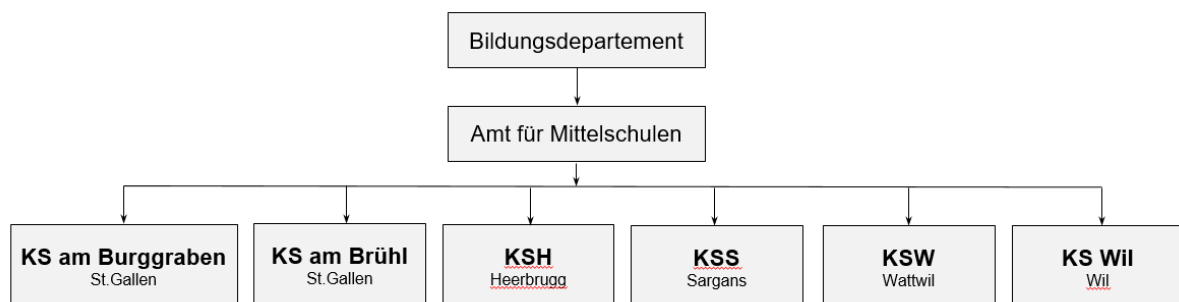 Bildungsdepartement
Amt für Mittelschulen
KS am Burggraben
St.Gallen
KS am Brühl
St.Gallen
KSH
Heerbrugg
KSS
Sargans
KSW
Wattwil
KS Wil
Wil